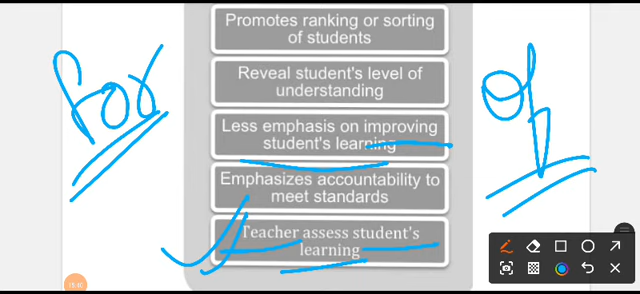 Promotes ranking or sorting
of students
Reveal student's level of
understanding
For
Of
Less emphasis on improving
student's learning
Emphasizes accountability to
meet standards
Teacher assess student's
learning